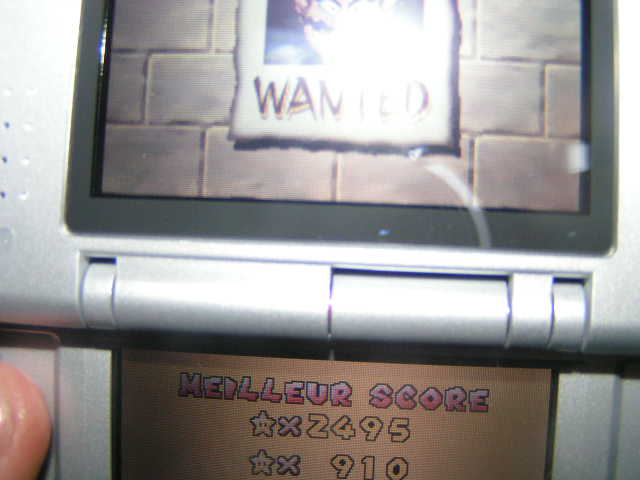 WANTED
MEILLEUR SCORE
★×2495
★× 910